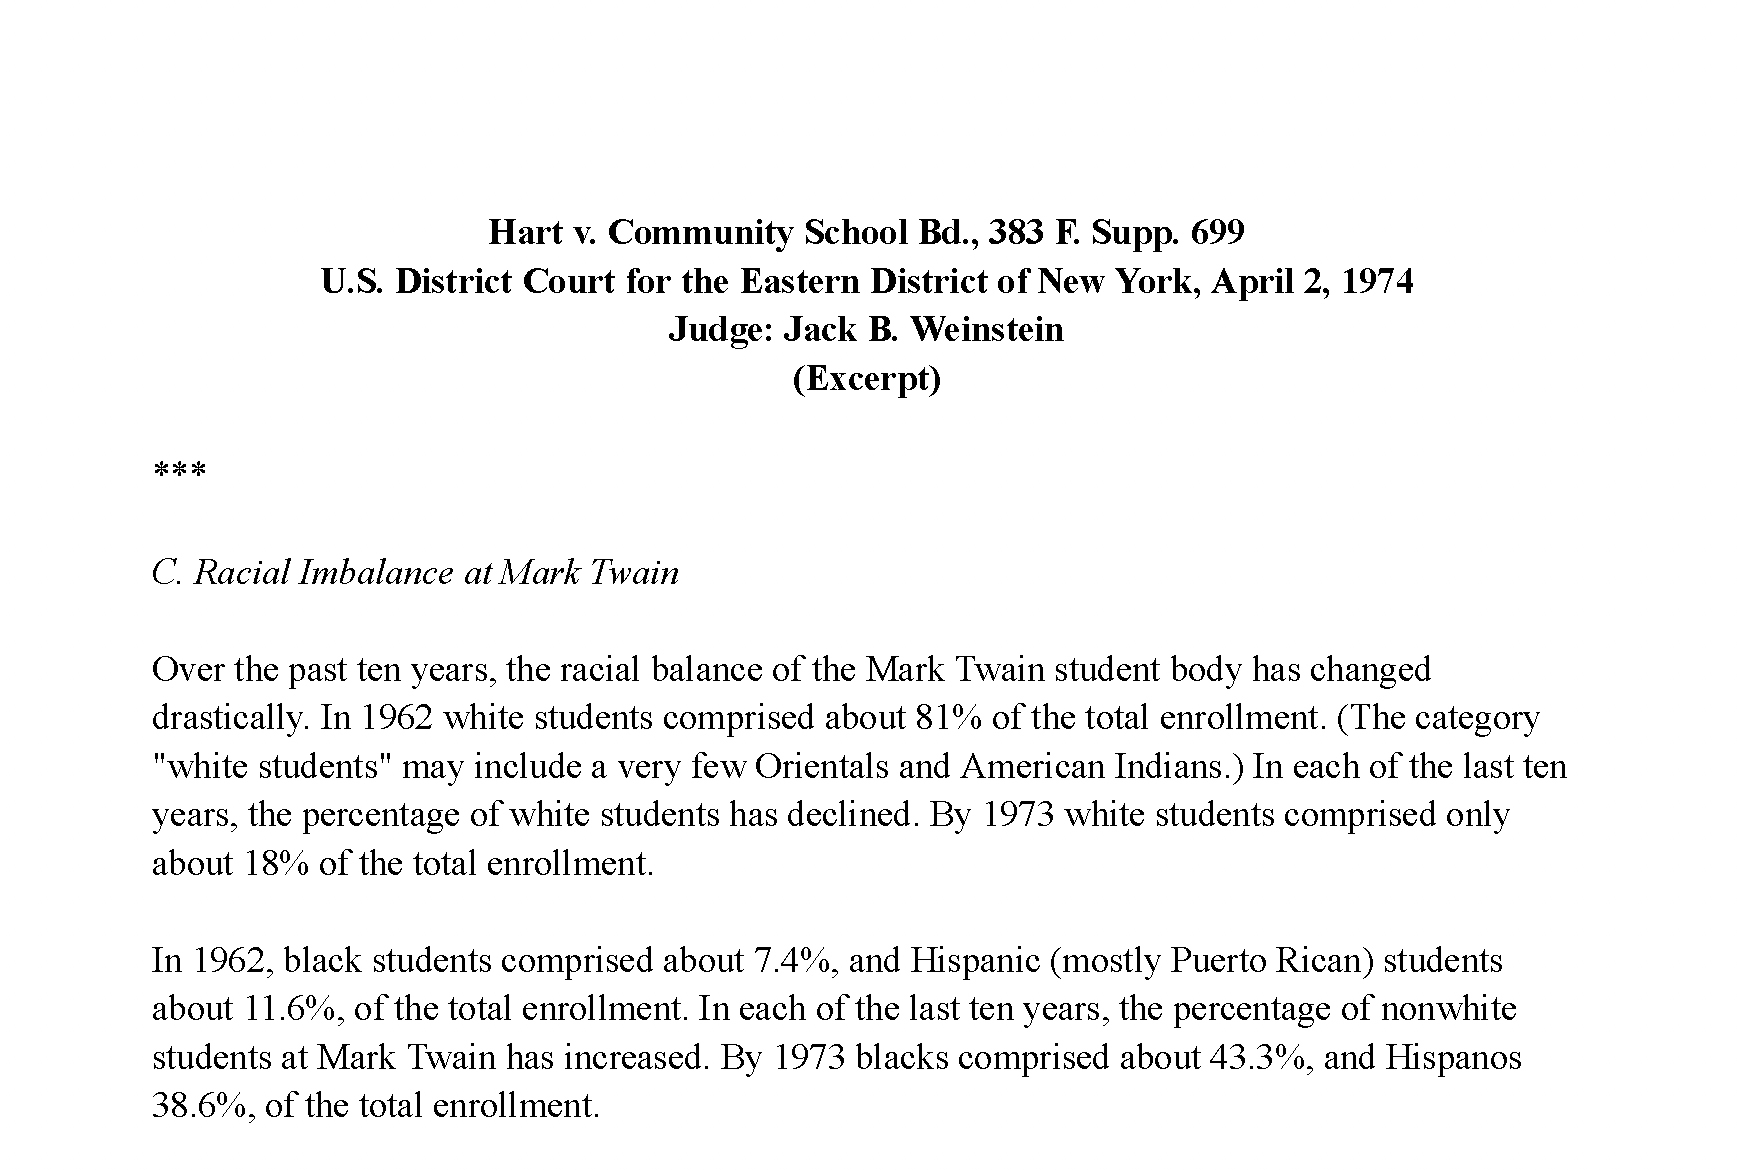 Hart v. Community School Bd., 383 F. Supp. 699
U.S. District Court for the Eastern District of New York, April 2, 1974
Judge: Jack B. Weinstein
(Excerpt)
***
C. Racial Imbalance at Mark Twain
Over the past ten years, the racial balance of the Mark Twain student body has changed
drastically. In 1962 white students comprised about 81% of the total enrollment. (The category
"white students" may include a very few Orientals and American Indians.) In each of the last ten
years, the percentage of white students has declined. By 1973 white students comprised only
about 18% of the total enrollment.
In 1962, black students comprised about 7.4%, and Hispanic (mostly Puerto Rican) students
about 11.6%, of the total enrollment. In each of the last ten years, the percentage of nonwhite
students at Mark Twain has increased. By 1973 blacks comprised about 43.3%, and Hispanos
38.6%, of the total enrollment.